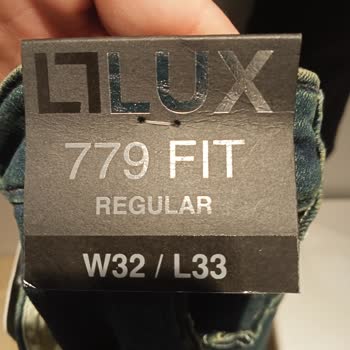 LUX
779 FIT
REGULAR
W32 / L33